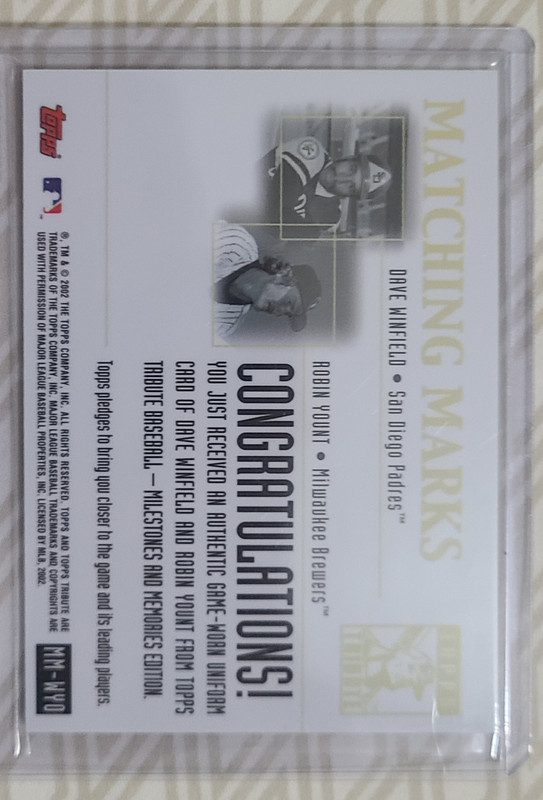 MATCHING MARKS
DAVE WINFIELD • San Diego Padres™
ROBIN YOUNT • Milwaukee Brewers™
CONGRATULATIONS!
YOU JUST RECEIVED AN AUTHENTIC GAME-WORN UNIFORM
CARD OF DAVE WINFIELD AND ROBIN YOUNT FROM TOPPS
TRIBUTE BASEBALL – MILESTONES AND MEMORIES EDITION.
Topps pledges to bring you closer to the game and its leading players.
topps
®, TM & © 2002 THE TOPPS COMPANY, INC. ALL RIGHTS RESERVED. TOPPS AND TOPPS TRIBUTE ARE
TRADEMARKS OF THE TOPPS COMPANY, INC. MAJOR LEAGUE BASEBALL TRADEMARKS AND COPYRIGHTS ARE
USED WITH PERMISSION OF MAJOR LEAGUE BASEBALL PROPERTIES, INC. LICENSED BY MLB, 2002.
MM-WYO